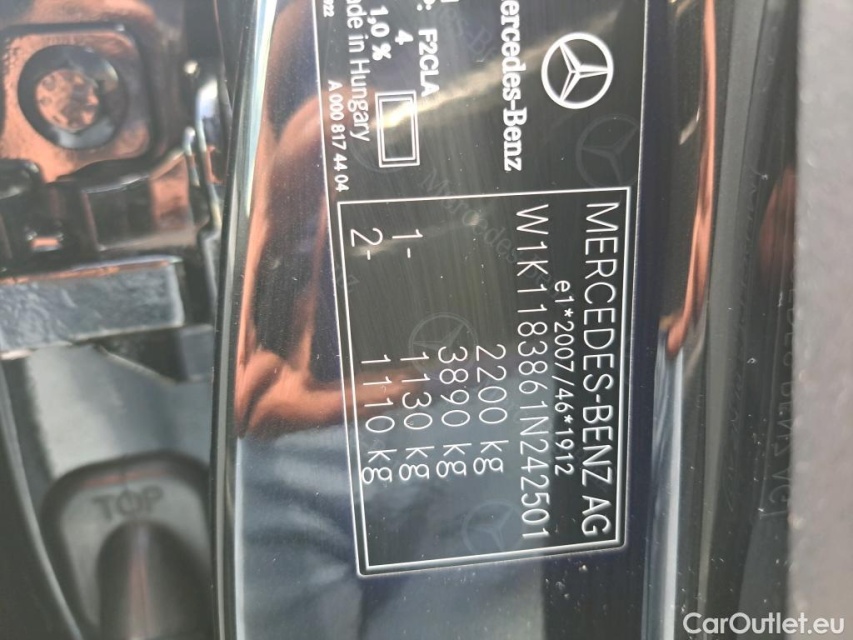 MERCEDES-BENZ AG
e1*2007/46*1912
W1K1183861N242501
2200 kg
3890 kg
1- 1130 kg
2- 1110 kg
Mercedes-Benz
F2CLA
4
1,0 %
Made in Hungary
A 000 817 44 04
TOP
CarOutlet.eu